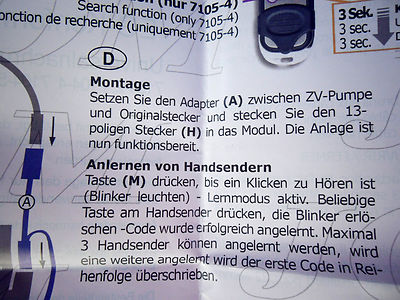 (nur 7105-4)
Search function (only 7105-4)
onction de recherche (uniquement 7105-4)
3 Sek.
3 sec.
3 sec.
D
Montage
Setzen Sie den Adapter (A) zwischen ZV-Pumpe
und Originalstecker und stecken Sie den 13-
poligen Stecker (H) in das Modul. Die Anlage ist
nun funktionsbereit.
Anlernen von Handsendern
Taste (M) drücken, bis ein Klicken zu Hören ist
(Blinker leuchten) - Lernmodus aktiv. Beliebige
Taste am Handsender drücken, die Blinker erlö-
schen -Code wurde erfolgreich angelernt. Maximal
3 Handsender können angelernt werden, wird
eine weitere angelernt wird der erste Code in Rei-
henfolge überschrieben.
A